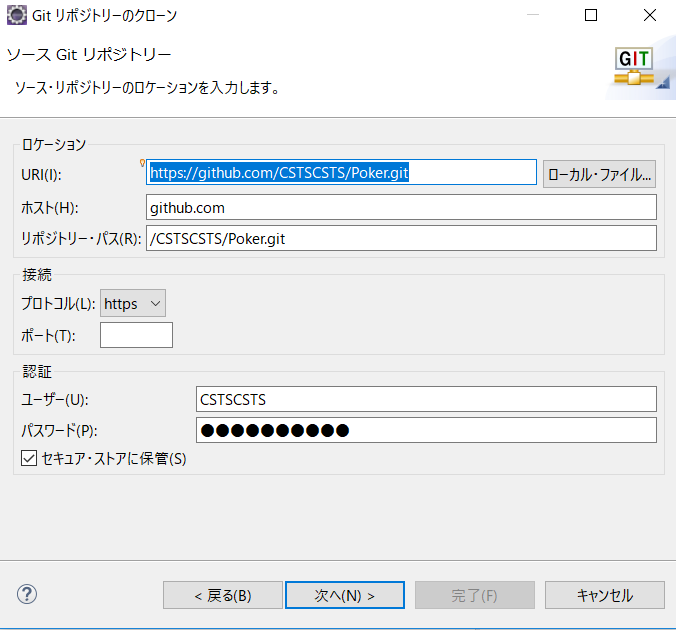 Git リポジトリーのクローン
ソース Git リポジトリー
ソース・リポジトリーのロケーションを入力します。
GIT
ロケーション
URI(I): https://github.com/CSTSCSTS/Poker.git ローカル・ファイル...
ホスト(H): github.com
リポジトリー・パス(R): /CSTSCSTS/Poker.git
接続
プロトコル(L): https
ポート(T):
認証
ユーザー(U): CSTSCSTS
パスワード(P): ●●●●●●●●●●
セキュア・ストアに保管(S)
? < 戻る(B) 次へ(N) > 完了(F) キャンセル